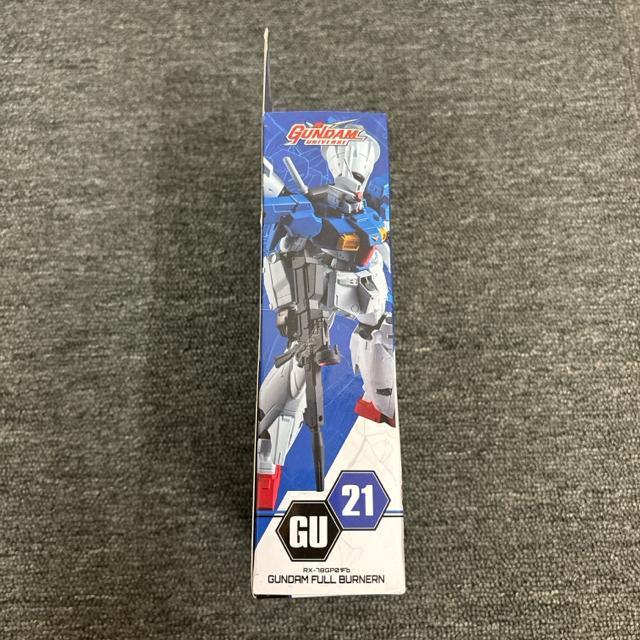 GUNDAM
UNIVERSE
21
GU
RX-78GP01Fb
GUNDAM FULL BURNERN